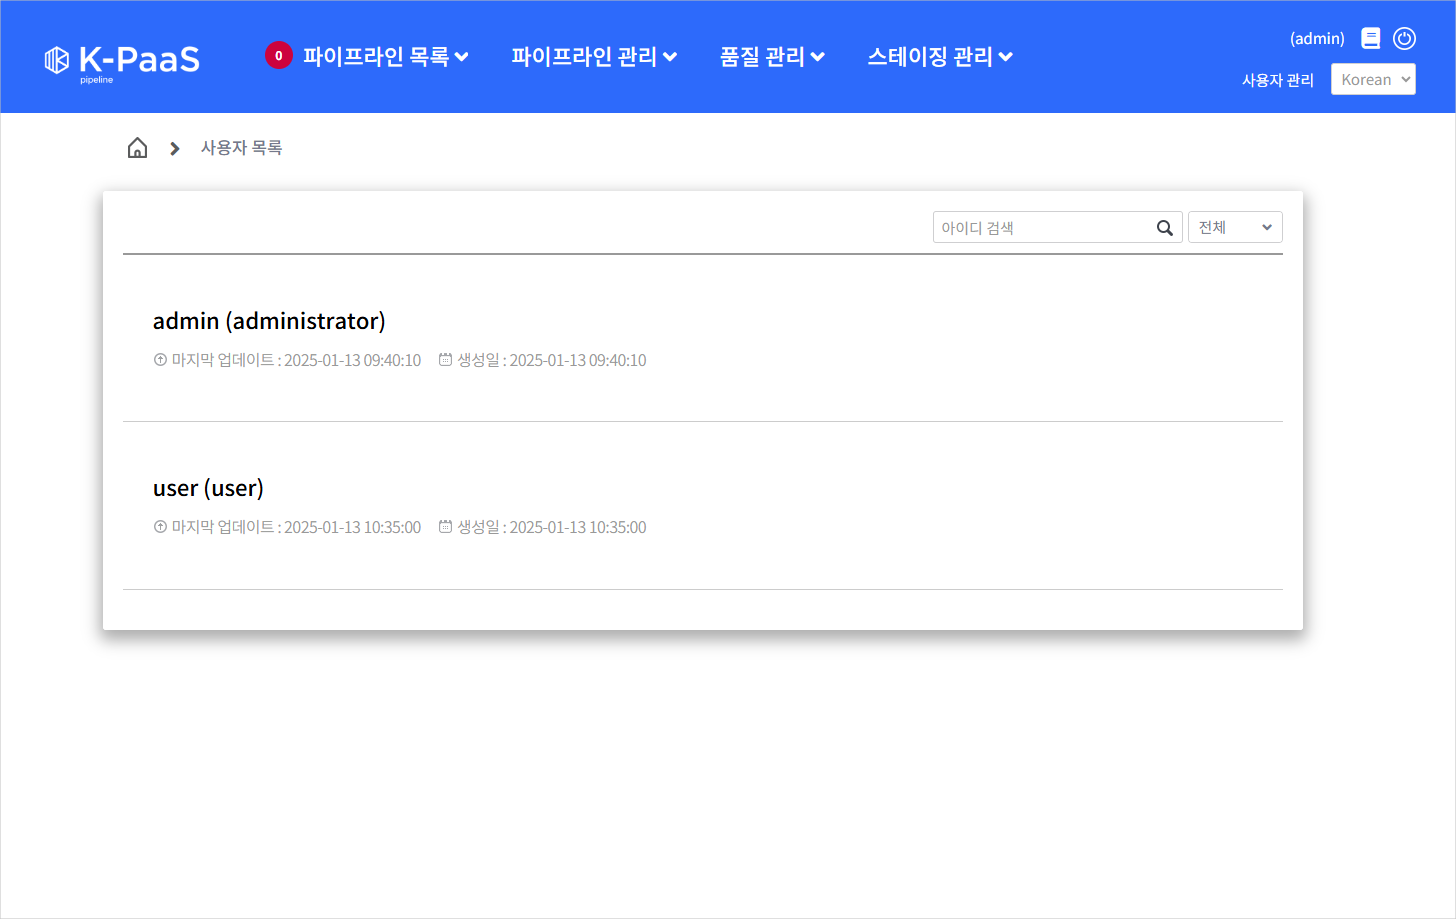 K-PaaS
pipeline
0 파이프라인 목록 파이프라인 관리 품질 관리 스테이징 관리
(admin)
사용자 관리 Korean
사용자 목록
아이디 검색 전체
admin (administrator)
마지막 업데이트 : 2025-01-13 09:40:10 생성일 : 2025-01-13 09:40:10
user (user)
마지막 업데이트 : 2025-01-13 10:35:00 생성일 : 2025-01-13 10:35:00